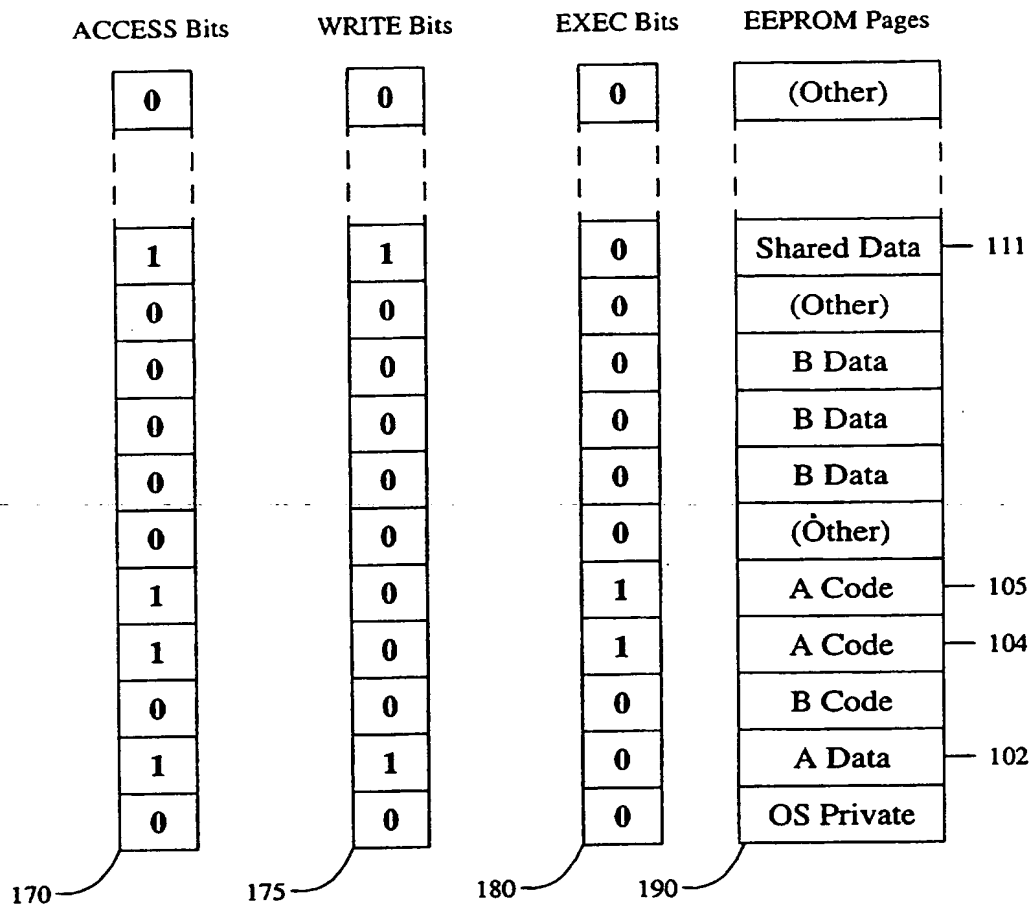 ACCESS Bits WRITE Bits EXEC Bits EEPROM Pages
0 0 0 (Other)
1 1 0 Shared Data 111
0 0 0 (Other)
0 0 0 B Data
0 0 0 B Data
0 0 0 B Data
0 0 0 (Other)
1 0 1 A Code 105
1 0 1 A Code 104
0 0 0 B Code
1 1 0 A Data 102
0 0 0 OS Private
170 175 180 190